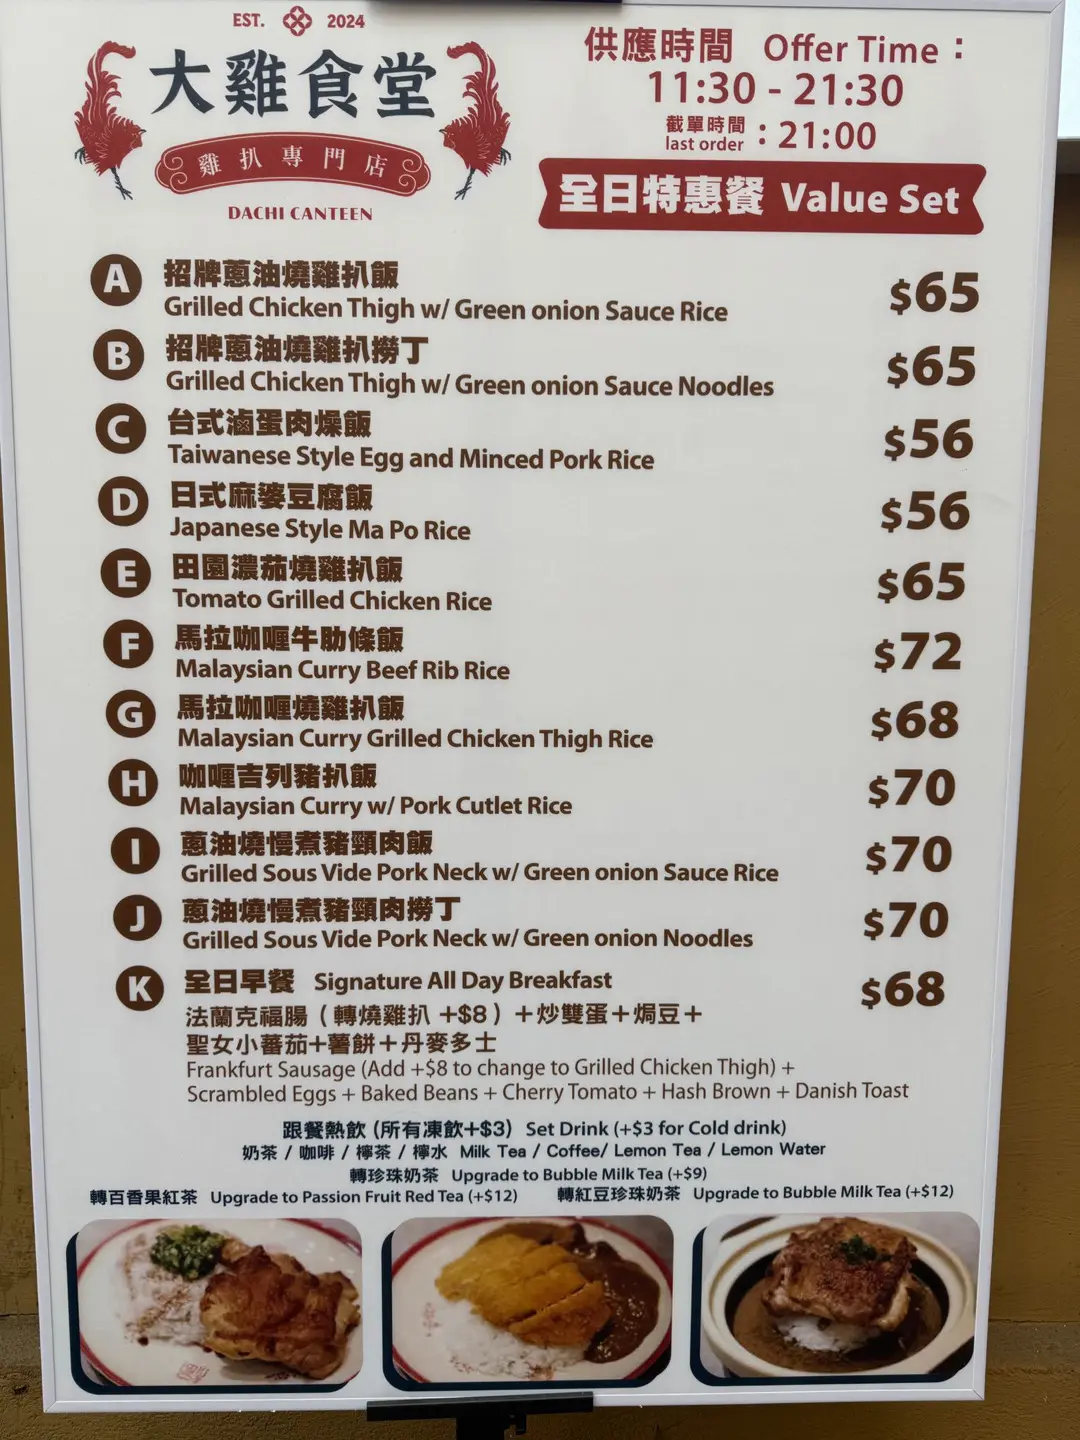 EST. 2024
大雞食堂
雞扒專門店
DACHI CANTEEN
供應時間 Offer Time：
11:30 - 21:30
截單時間 last order：21:00
全日特惠餐 Value Set
A 招牌蔥油燒雞扒飯 $65
Grilled Chicken Thigh w/ Green onion Sauce Rice
B 招牌蔥油燒雞扒撈丁 $65
Grilled Chicken Thigh w/ Green onion Sauce Noodles
C 台式滷蛋肉燥飯 $56
Taiwanese Style Egg and Minced Pork Rice
D 日式麻婆豆腐飯 $56
Japanese Style Ma Po Rice
E 田園濃茄燒雞扒飯 $65
Tomato Grilled Chicken Rice
F 馬拉咖喱牛肋條飯 $72
Malaysian Curry Beef Rib Rice
G 馬拉咖喱燒雞扒飯 $68
Malaysian Curry Grilled Chicken Thigh Rice
H 咖喱吉列豬扒飯 $70
Malaysian Curry w/ Pork Cutlet Rice
I 蔥油燒慢煮豬頸肉飯 $70
Grilled Sous Vide Pork Neck w/ Green onion Sauce Rice
J 蔥油燒慢煮豬頸肉撈丁 $70
Grilled Sous Vide Pork Neck w/ Green onion Noodles
K 全日早餐 Signature All Day Breakfast $68
法蘭克福腸（轉燒雞扒 +$8）＋炒雙蛋＋焗豆＋
聖女小蕃茄＋薯餅＋丹麥多士
Frankfurt Sausage (Add +$8 to change to Grilled Chicken Thigh) +
Scrambled Eggs + Baked Beans + Cherry Tomato + Hash Brown + Danish Toast
跟餐熱飲 (所有凍飲+$3) Set Drink (+$3 for Cold drink)
奶茶 / 咖啡 / 檸茶 / 檸水 Milk Tea / Coffee/ Lemon Tea / Lemon Water
轉珍珠奶茶 Upgrade to Bubble Milk Tea (+$9)
轉百香果紅茶 Upgrade to Passion Fruit Red Tea (+$12) 轉紅豆珍珠奶茶 Upgrade to Bubble Milk Tea (+$12)